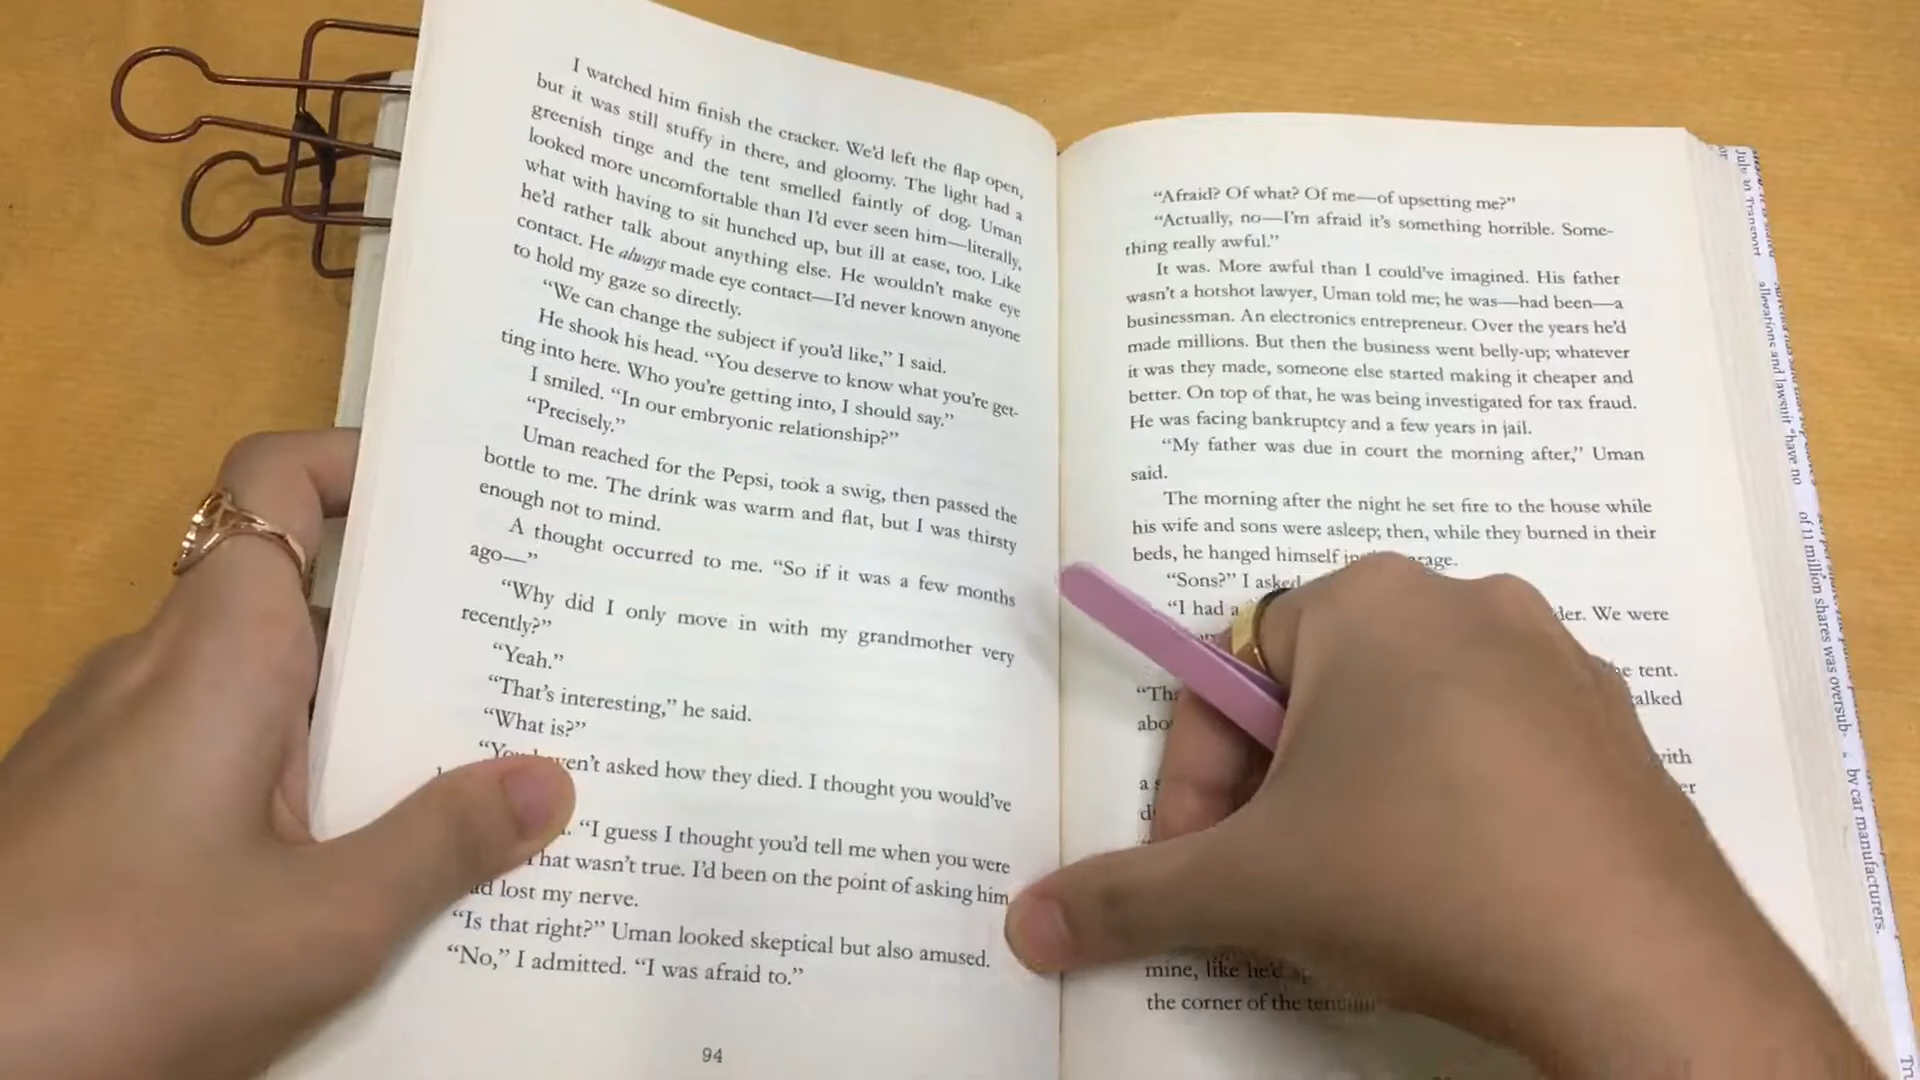 I watched him finish the cracker. We'd left the flap open,
but it was still stuffy in there, and gloomy. The light had a
greenish tinge and the tent smelled faintly of dog. Uman
looked more uncomfortable than I'd ever seen him—literally,
what with having to sit hunched up, but ill at ease, too. Like
he'd rather talk about anything else. He wouldn't make eye
contact. He always made eye contact—I'd never known anyone
to hold my gaze so directly.
“We can change the subject if you'd like,” I said.
He shook his head. “You deserve to know what you're get-
ting into here. Who you're getting into, I should say.”
I smiled. “In our embryonic relationship?”
“Precisely.”
Uman reached for the Pepsi, took a swig, then passed the
bottle to me. The drink was warm and flat, but I was thirsty
enough not to mind.
A thought occurred to me. “So if it was a few months
ago—”
“Why did I only move in with my grandmother very
recently?”
“Yeah.”
“That's interesting,” he said.
“What is?”
“You haven't asked how they died. I thought you would've
“I guess I thought you'd tell me when you were
That wasn't true. I'd been on the point of asking him
lost my nerve.
“Is that right?” Uman looked skeptical but also amused.
“No,” I admitted. “I was afraid to.”
94
“Afraid? Of what? Of me—of upsetting me?”
“Actually, no—I'm afraid it's something horrible. Some-
thing really awful.”
It was. More awful than I could've imagined. His father
wasn't a hotshot lawyer, Uman told me; he was—had been—a
businessman. An electronics entrepreneur. Over the years he'd
made millions. But then the business went belly-up; whatever
it was they made, someone else started making it cheaper and
better. On top of that, he was being investigated for tax fraud.
He was facing bankruptcy and a few years in jail.
“My father was due in court the morning after,” Uman
said.
The morning after the night he set fire to the house while
his wife and sons were asleep; then, while they burned in their
beds, he hanged himself in
“Sons?” I asked
“I had a We were
tent.
mine, like he'd
the corner of the tent
allegations and lawsuit “have no
of 11 million shares was oversub-
by car manufacturers.